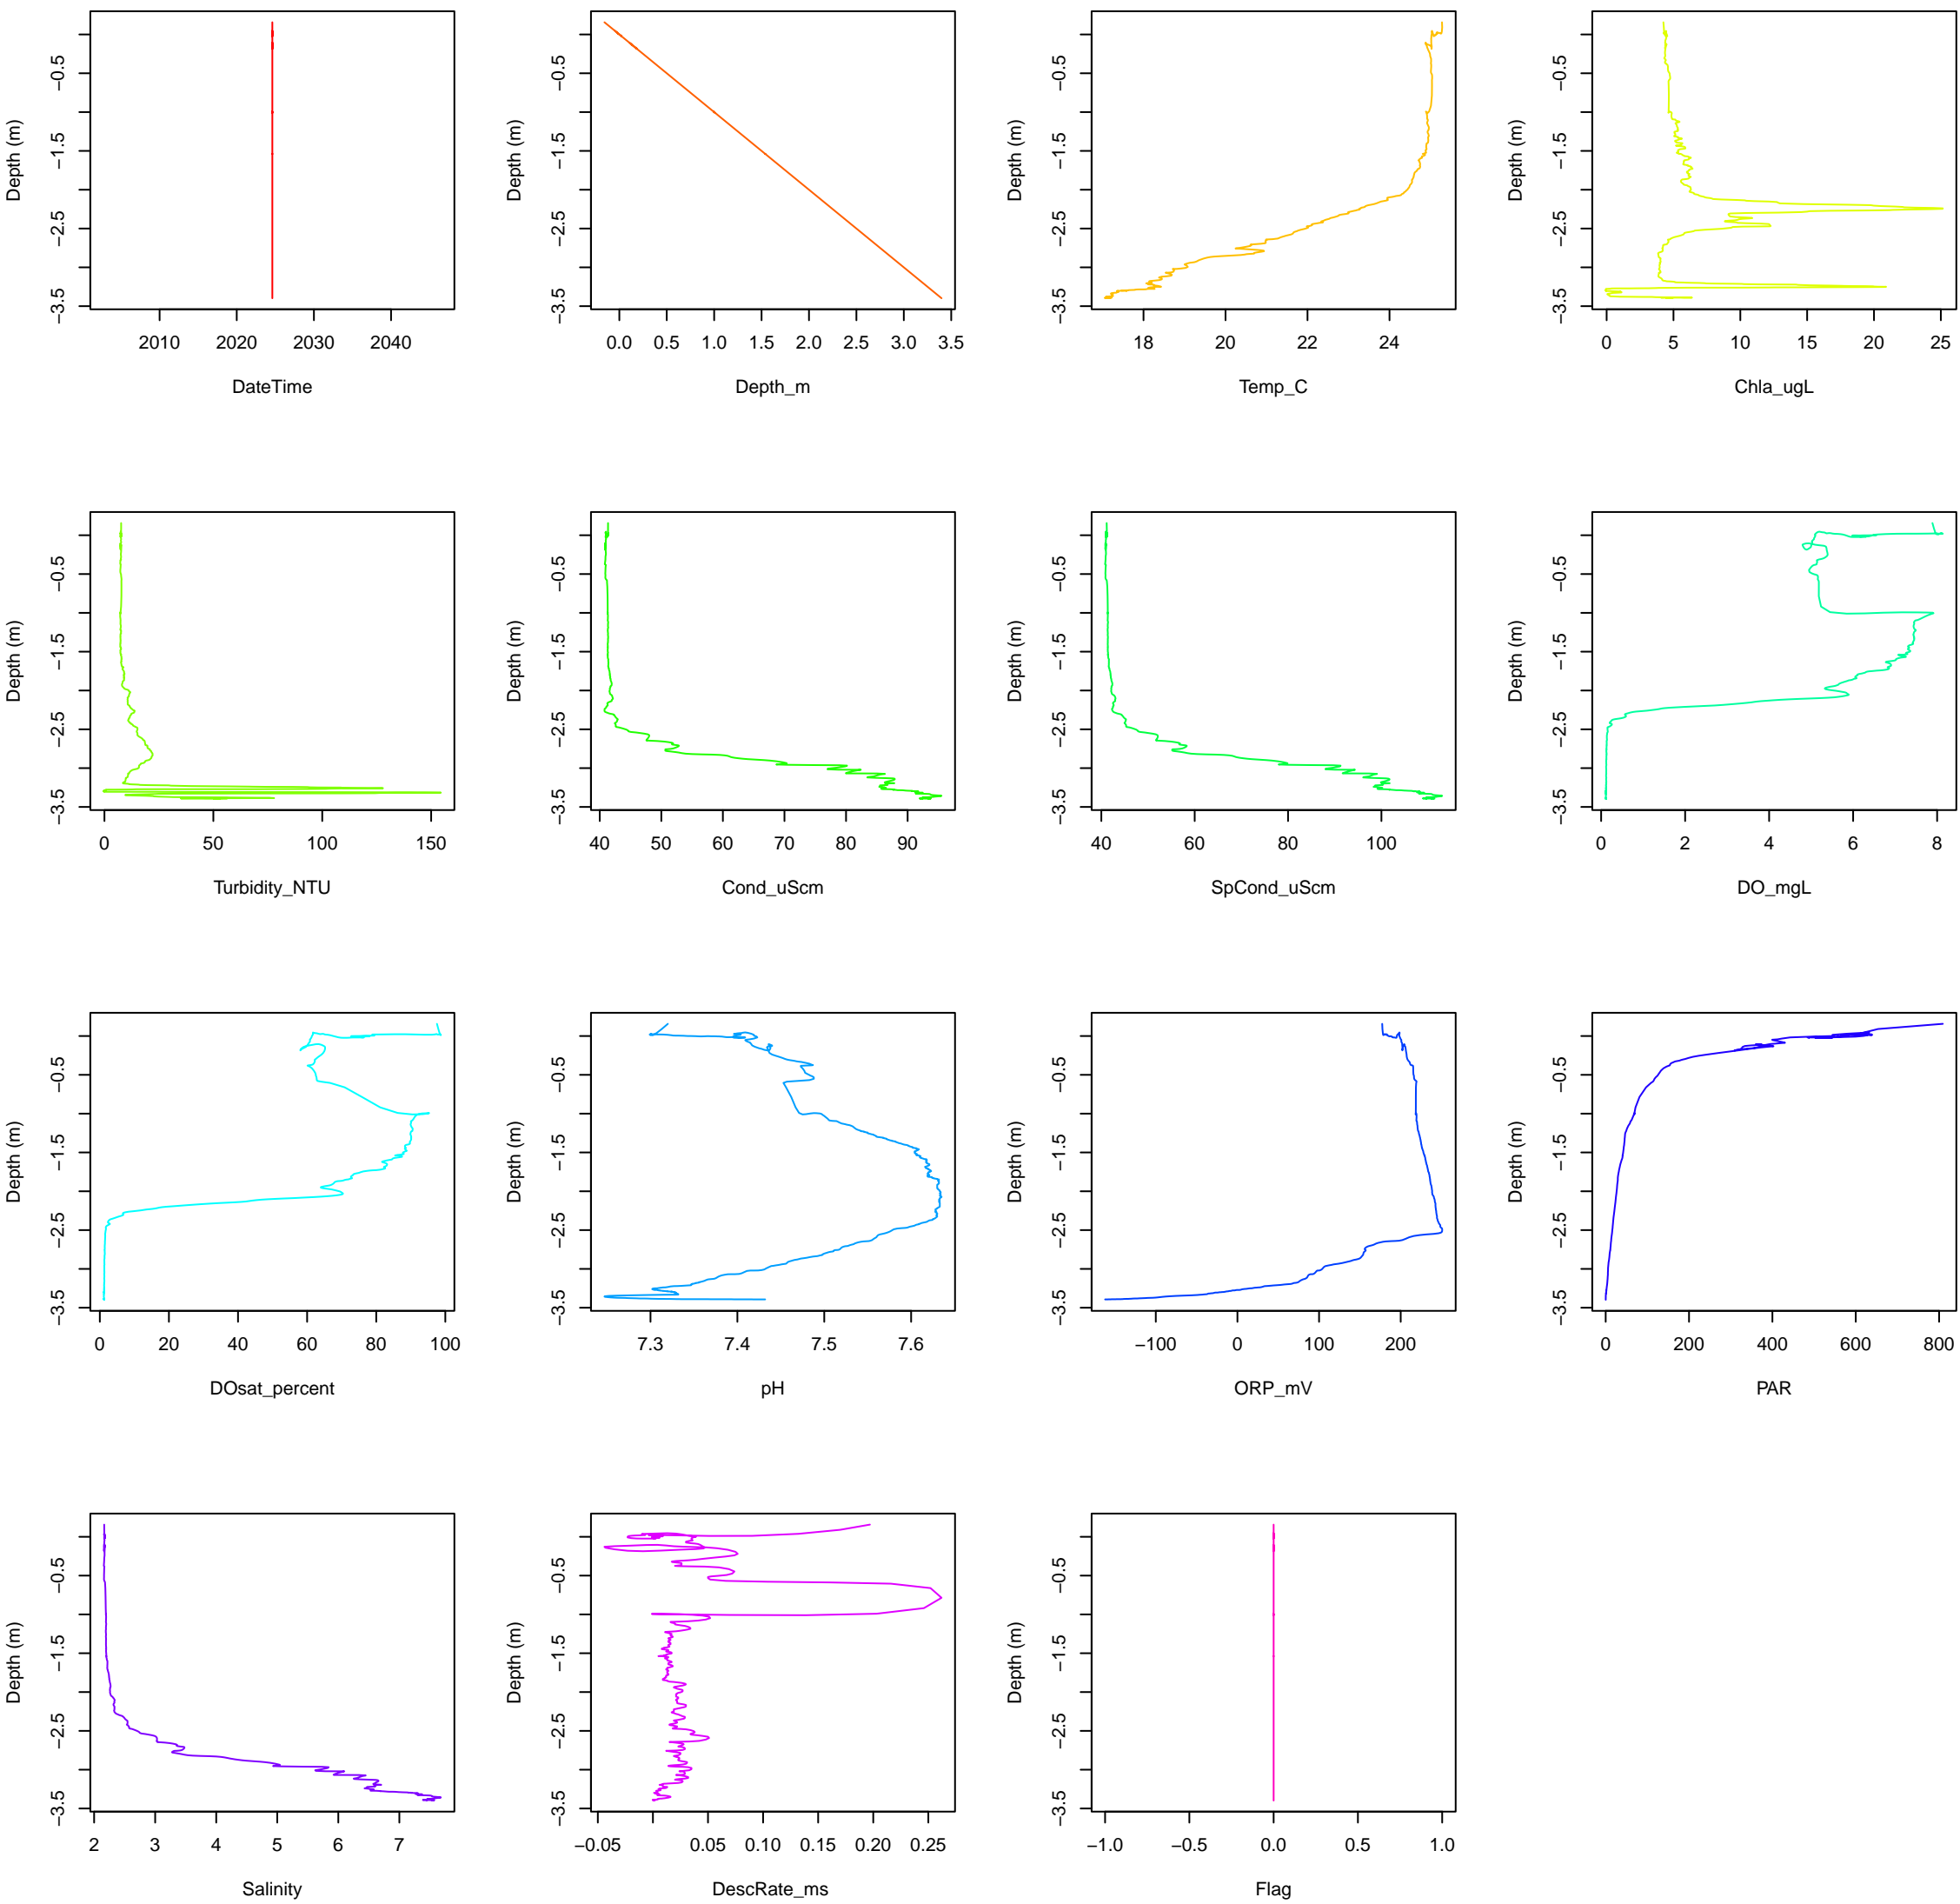 Depth (m)
−3.5 −2.5 −1.5 −0.5
2010 2020 2030 2040
DateTime
Depth (m)
−3.5 −2.5 −1.5 −0.5
0.0 0.5 1.0 1.5 2.0 2.5 3.0 3.5
Depth_m
Depth (m)
−3.5 −2.5 −1.5 −0.5
18 20 22 24
Temp_C
Depth (m)
−3.5 −2.5 −1.5 −0.5
0 5 10 15 20 25
Chla_ugL
Depth (m)
−3.5 −2.5 −1.5 −0.5
0 50 100 150
Turbidity_NTU
Depth (m)
−3.5 −2.5 −1.5 −0.5
40 50 60 70 80 90
Cond_uScm
Depth (m)
−3.5 −2.5 −1.5 −0.5
40 60 80 100
SpCond_uScm
Depth (m)
−3.5 −2.5 −1.5 −0.5
0 2 4 6 8
DO_mgL
Depth (m)
−3.5 −2.5 −1.5 −0.5
0 20 40 60 80 100
DOsat_percent
Depth (m)
−3.5 −2.5 −1.5 −0.5
7.3 7.4 7.5 7.6
pH
Depth (m)
−3.5 −2.5 −1.5 −0.5
−100 0 100 200
ORP_mV
Depth (m)
−3.5 −2.5 −1.5 −0.5
0 200 400 600 800
PAR
Depth (m)
−3.5 −2.5 −1.5 −0.5
2 3 4 5 6 7
Salinity
Depth (m)
−3.5 −2.5 −1.5 −0.5
−0.05 0.05 0.10 0.15 0.20 0.25
DescRate_ms
Depth (m)
−3.5 −2.5 −1.5 −0.5
−1.0 −0.5 0.0 0.5 1.0
Flag